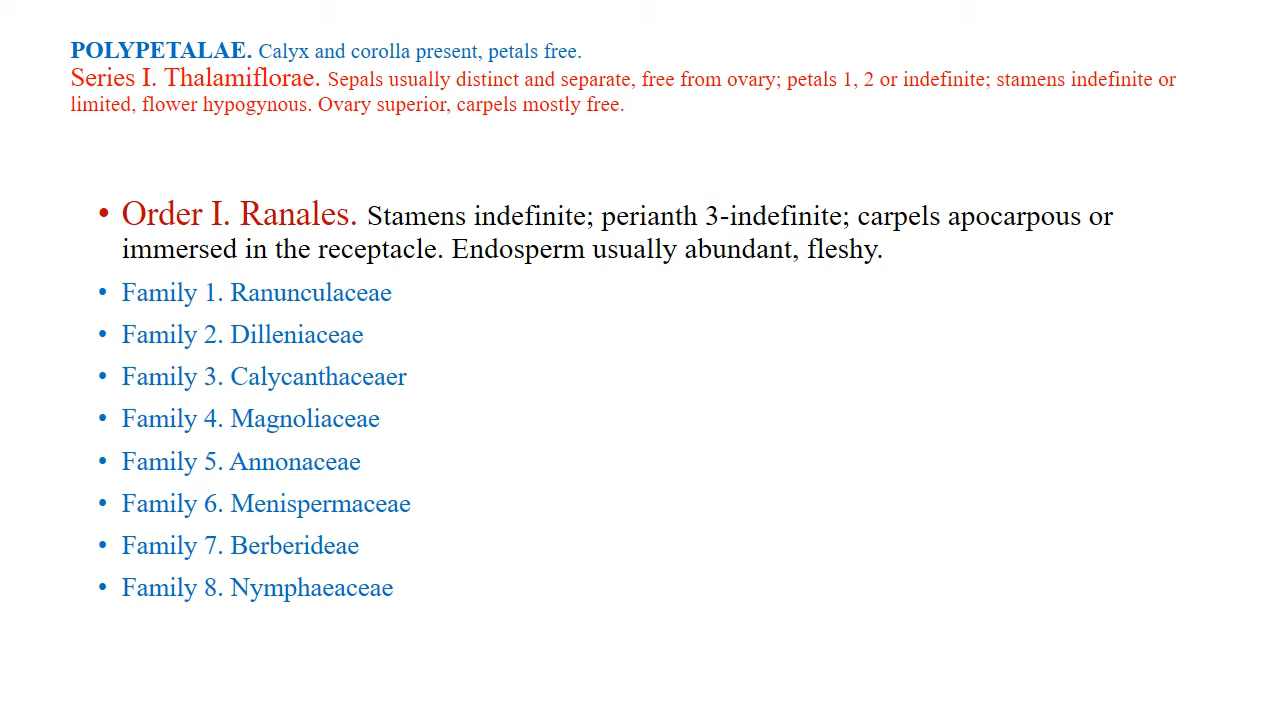 POLYPETALAE. Calyx and corolla present, petals free.
Series I. Thalamiflorae. Sepals usually distinct and separate, free from ovary; petals 1, 2 or indefinite; stamens indefinite or
limited, flower hypogynous. Ovary superior, carpels mostly free.
• Order I. Ranales. Stamens indefinite; perianth 3-indefinite; carpels apocarpous or
immersed in the receptacle. Endosperm usually abundant, fleshy.
• Family 1. Ranunculaceae
• Family 2. Dilleniaceae
• Family 3. Calycanthaceaer
• Family 4. Magnoliaceae
• Family 5. Annonaceae
• Family 6. Menispermaceae
• Family 7. Berberideae
• Family 8. Nymphaeaceae